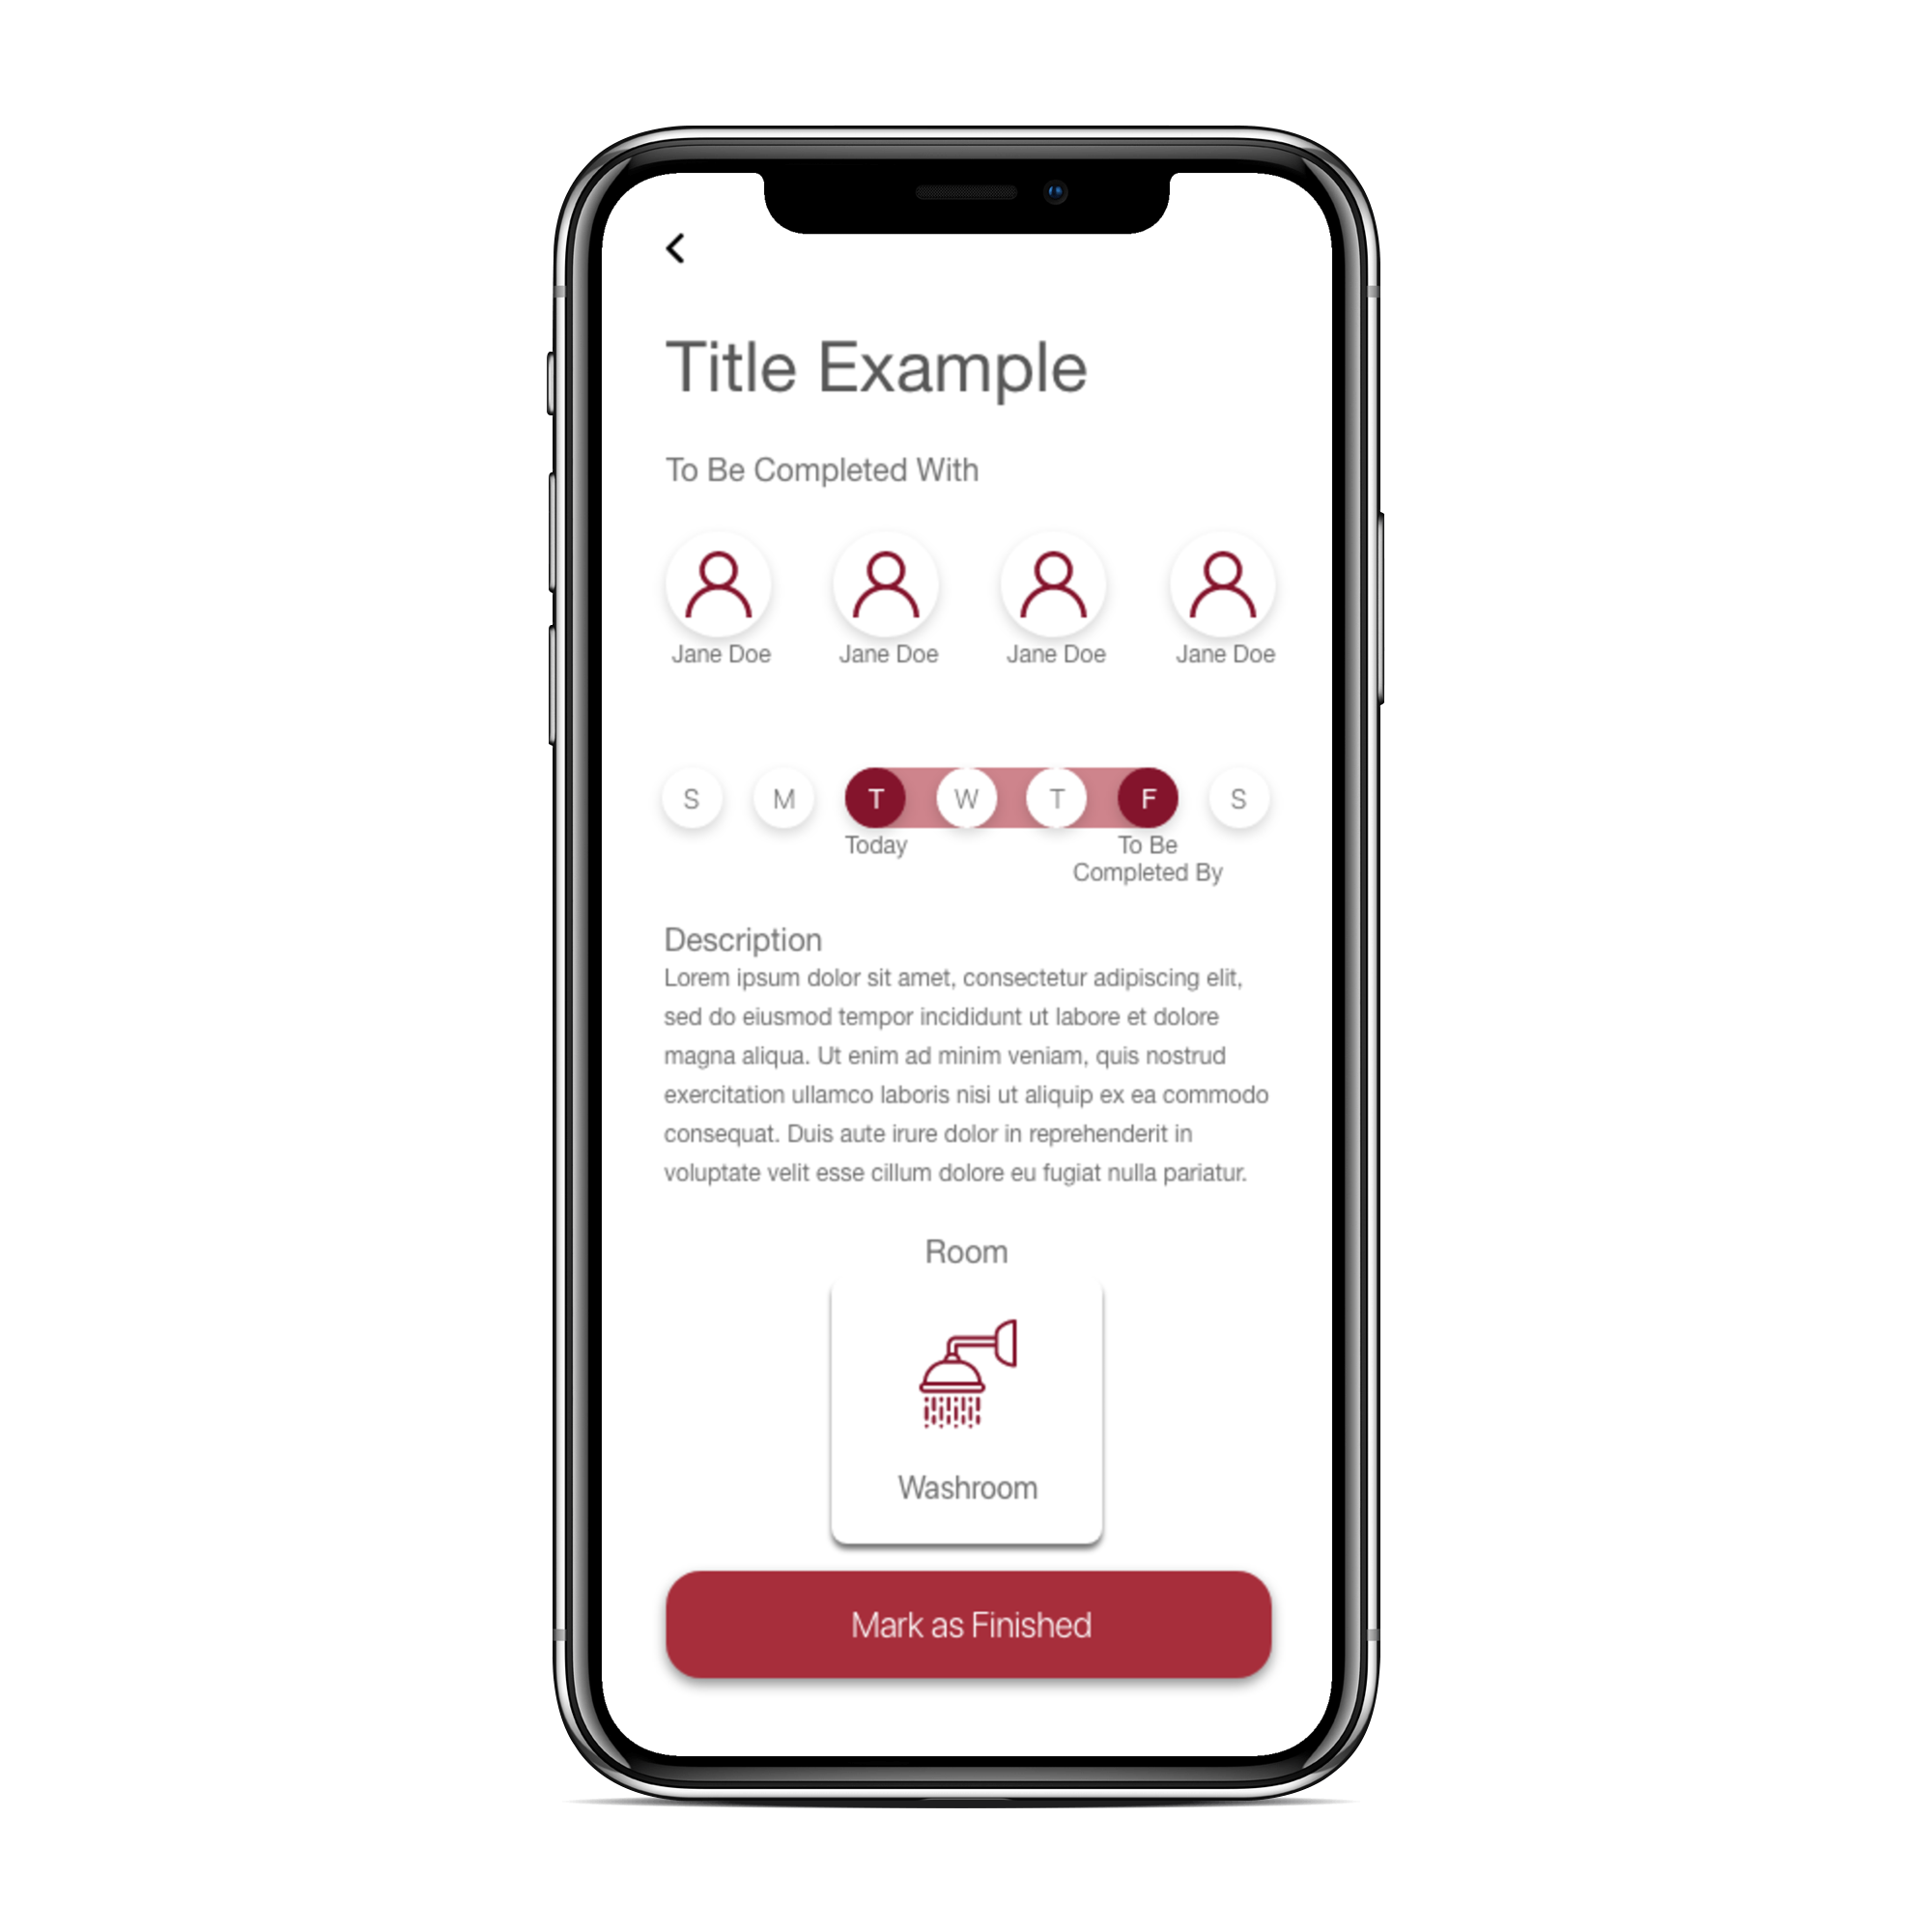 Title Example
To Be Completed With
Jane Doe Jane Doe Jane Doe Jane Doe
S M T W T F S
Today To Be
Completed By
Description
Lorem ipsum dolor sit amet, consectetur adipiscing elit,
sed do eiusmod tempor incididunt ut labore et dolore
magna aliqua. Ut enim ad minim veniam, quis nostrud
exercitation ullamco laboris nisi ut aliquip ex ea commodo
consequat. Duis aute irure dolor in reprehenderit in
voluptate velit esse cillum dolore eu fugiat nulla pariatur.
Room
Washroom
Mark as Finished